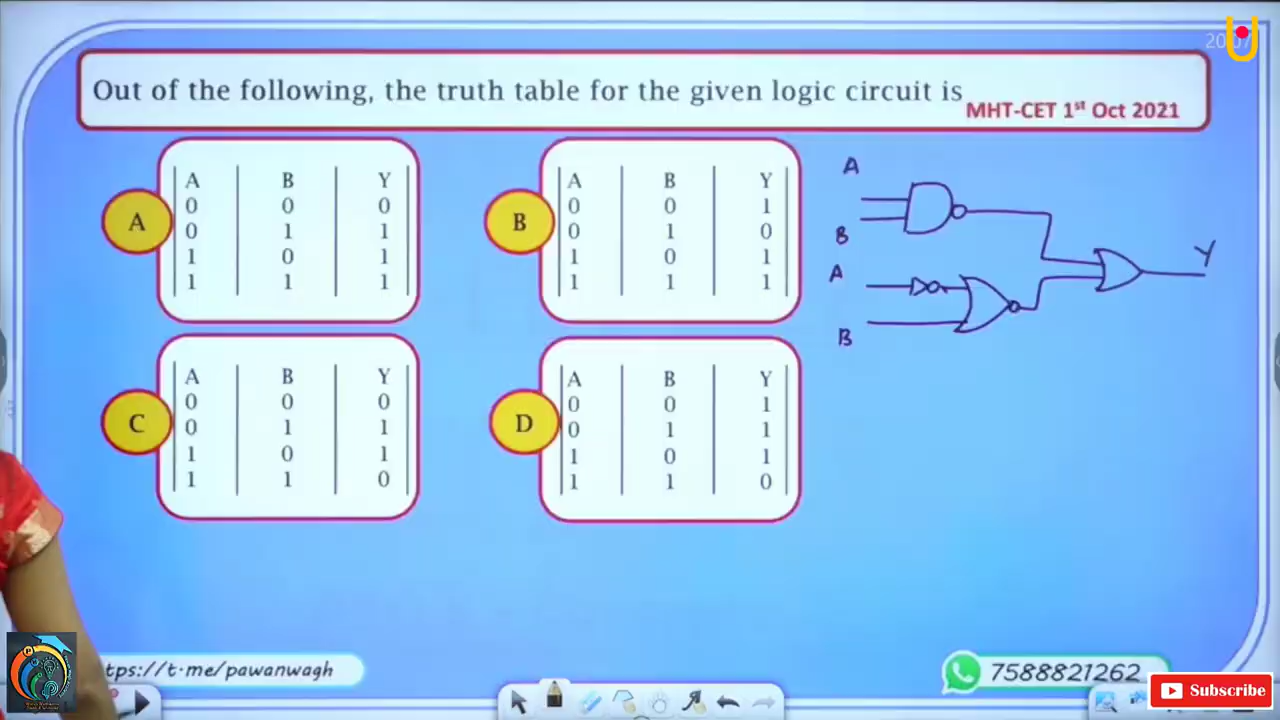 Out of the following, the truth table for the given logic circuit is
MHT-CET 1st Oct 2021
A
A B Y
0 0 0
0 1 1
1 0 1
1 1 1
B
A B Y
0 0 1
0 1 0
1 0 1
1 1 1
A
B
A
B
Y
C
A B Y
0 0 0
0 1 1
1 0 1
1 1 0
D
A B Y
0 0 1
0 1 1
1 0 1
1 1 0
tps://t.me/pawanwagh
7588821262
Subscribe